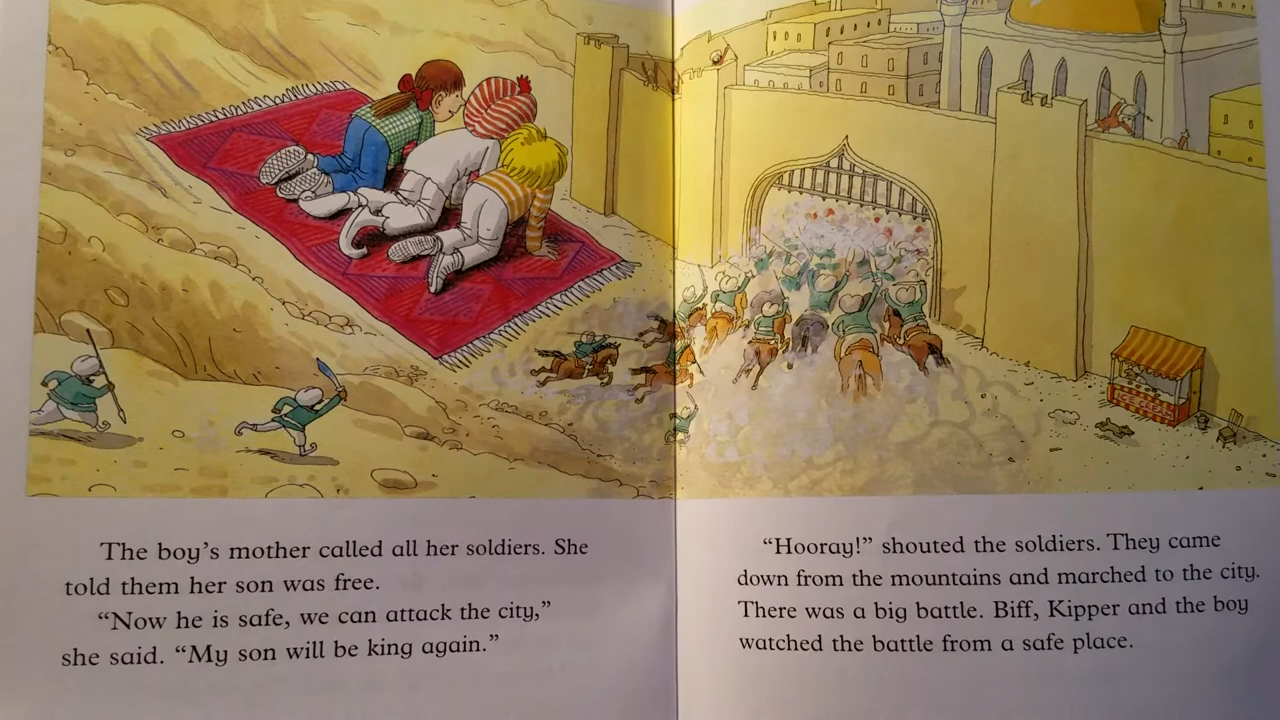 ICE CREAM
The boy's mother called all her soldiers. She
told them her son was free.
“Now he is safe, we can attack the city,”
she said. “My son will be king again.”
“Hooray!” shouted the soldiers. They came
down from the mountains and marched to the city.
There was a big battle. Biff, Kipper and the boy
watched the battle from a safe place.